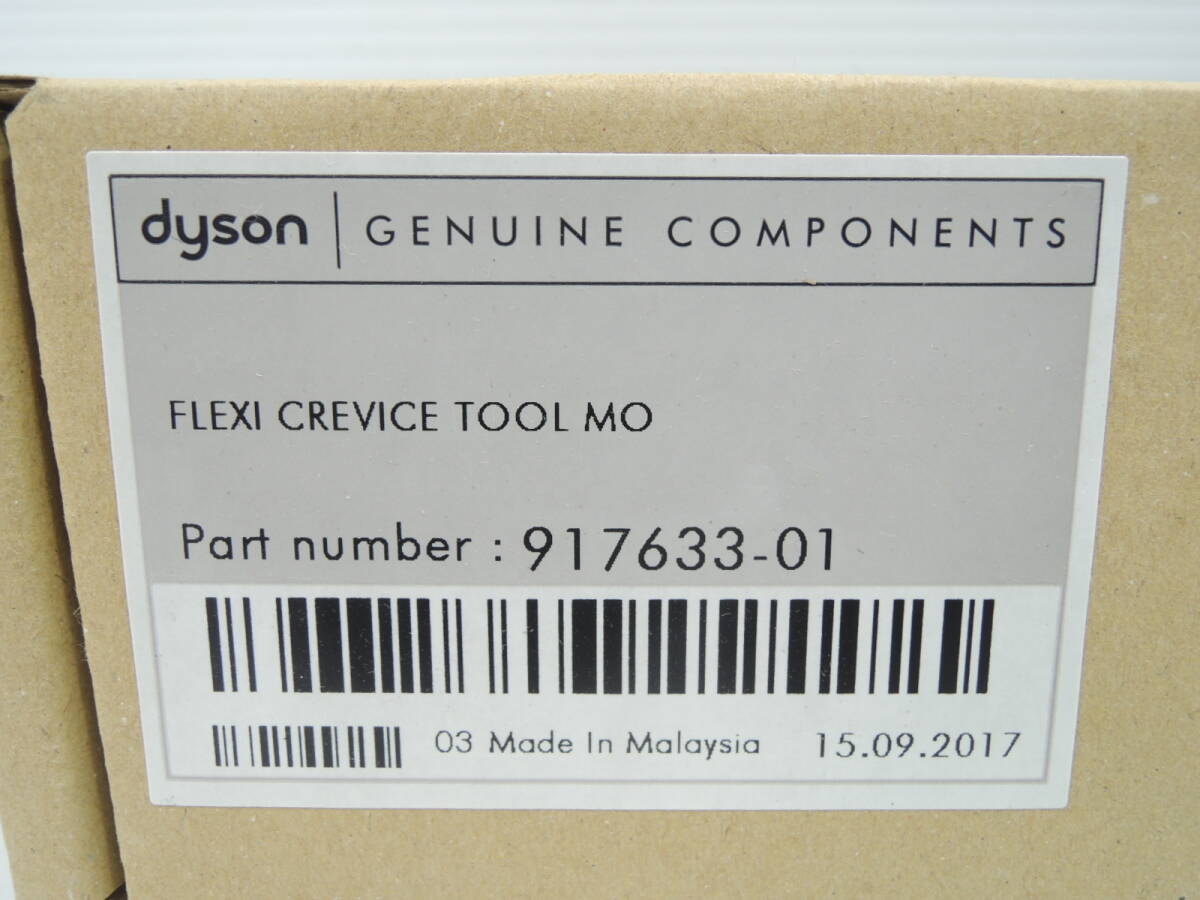 dyson | GENUINE COMPONENTS
FLEXI CREVICE TOOL MO
Part number : 917633-01
03 Made In Malaysia 15.09.2017